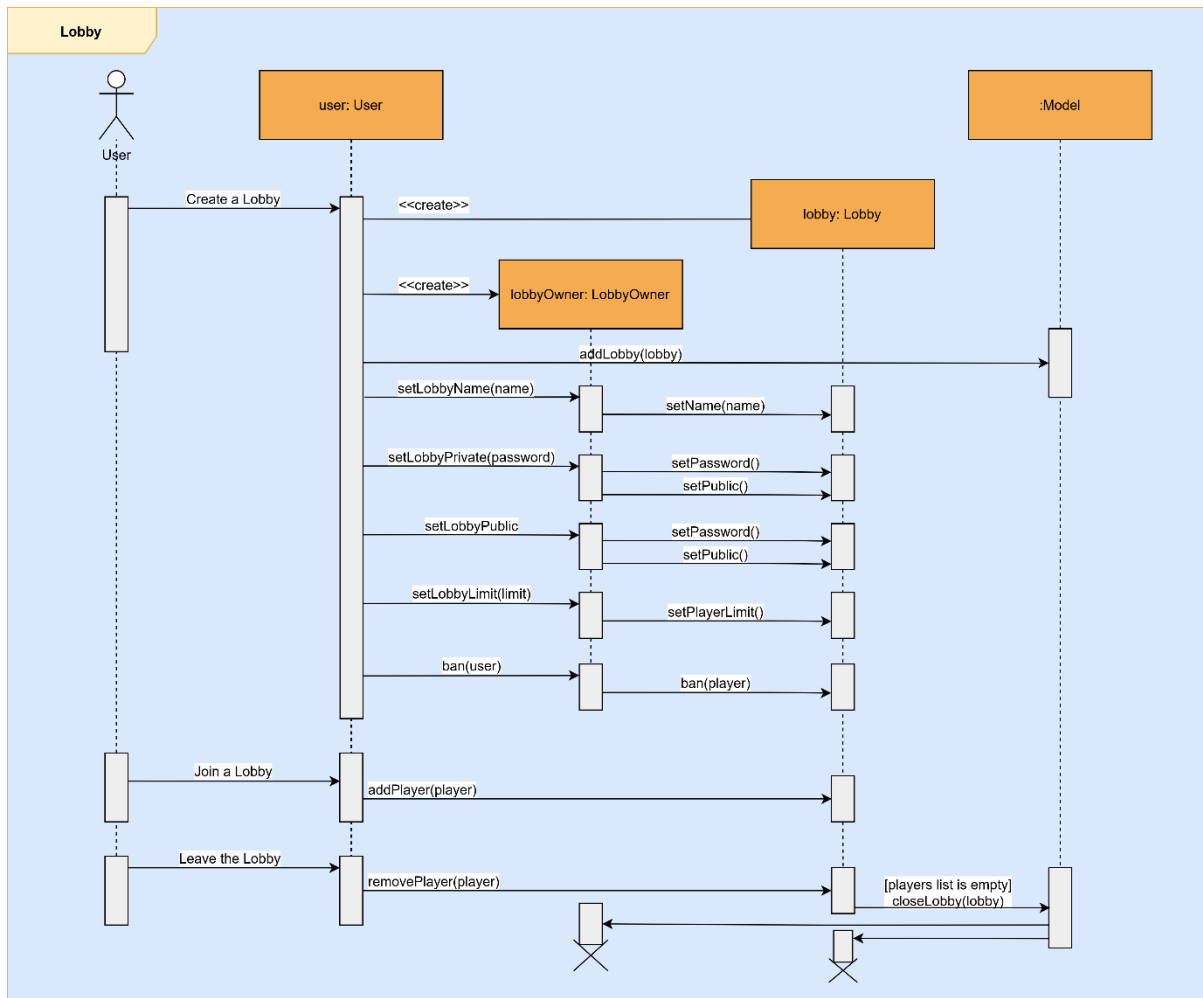 Lobby
User
user: User
:Model
lobby: Lobby
Create a Lobby
<<create>>
<<create>>
lobbyOwner: LobbyOwner
addLobby(lobby)
setLobbyName(name)
setName(name)
setLobbyPrivate(password)
setPassword()
setPublic()
setLobbyPublic
setPassword()
setPublic()
setLobbyLimit(limit)
setPlayerLimit()
ban(user)
ban(player)
Join a Lobby
addPlayer(player)
Leave the Lobby
removePlayer(player)
[players list is empty]
closeLobby(lobby)